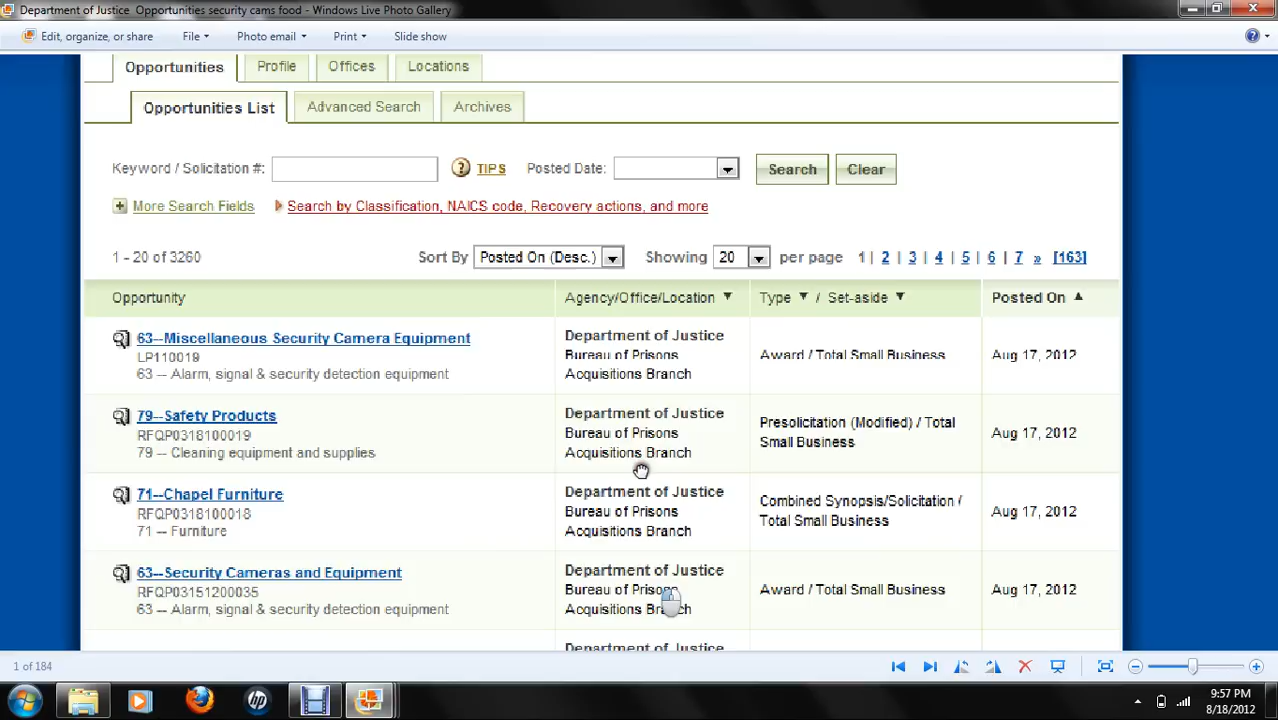 Department of Justice Opportunities security cams food - Windows Live Photo Gallery
Edit, organize, or share File Photo email Print Slide show
Opportunities Profile Offices Locations
Opportunities List Advanced Search Archives
Keyword / Solicitation #: TIPS Posted Date: Search Clear
More Search Fields Search by Classification, NAICS code, Recovery actions, and more
1 - 20 of 3260 Sort By Posted On (Desc.) Showing 20 per page 1 | 2 | 3 | 4 | 5 | 6 | 7 » [163]
Opportunity Agency/Office/Location Type / Set-aside Posted On
63--Miscellaneous Security Camera Equipment
LP110019
63 -- Alarm, signal & security detection equipment
Department of Justice
Bureau of Prisons
Acquisitions Branch
Award / Total Small Business
Aug 17, 2012
79--Safety Products
RFQP0318100019
79 -- Cleaning equipment and supplies
Department of Justice
Bureau of Prisons
Acquisitions Branch
Presolicitation (Modified) / Total
Small Business
Aug 17, 2012
71--Chapel Furniture
RFQP0318100018
71 -- Furniture
Department of Justice
Bureau of Prisons
Acquisitions Branch
Combined Synopsis/Solicitation /
Total Small Business
Aug 17, 2012
63--Security Cameras and Equipment
RFQP03151200035
63 -- Alarm, signal & security detection equipment
Department of Justice
Bureau of Prisons
Acquisitions Branch
Award / Total Small Business
Aug 17, 2012
Department of Justice
1 of 184
hp
9:57 PM
8/18/2012